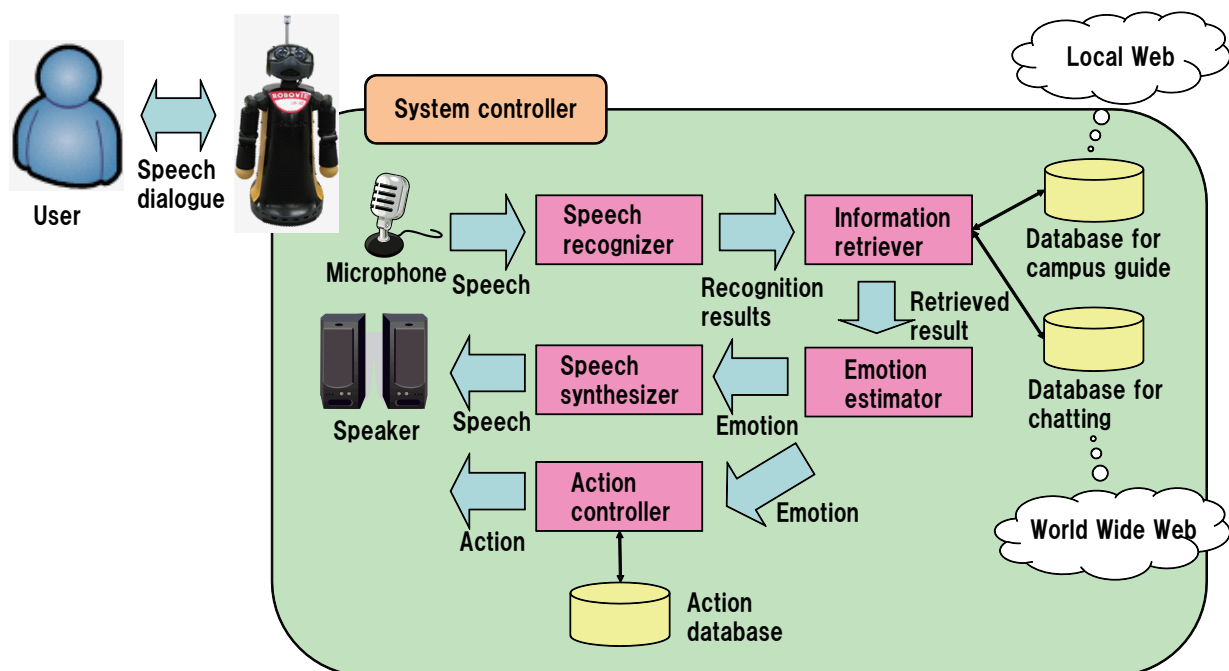 Local Web
System controller
ROBOVIE
Speech
dialogue
User
Microphone
Speech
Speech
recognizer
Recognition
results
Information
retriever
Database for
campus guide
Retrieved
result
Speaker
Speech
Speech
synthesizer
Emotion
Emotion
estimator
Database for
chatting
Action
Action
controller
Emotion
World Wide Web
Action
database